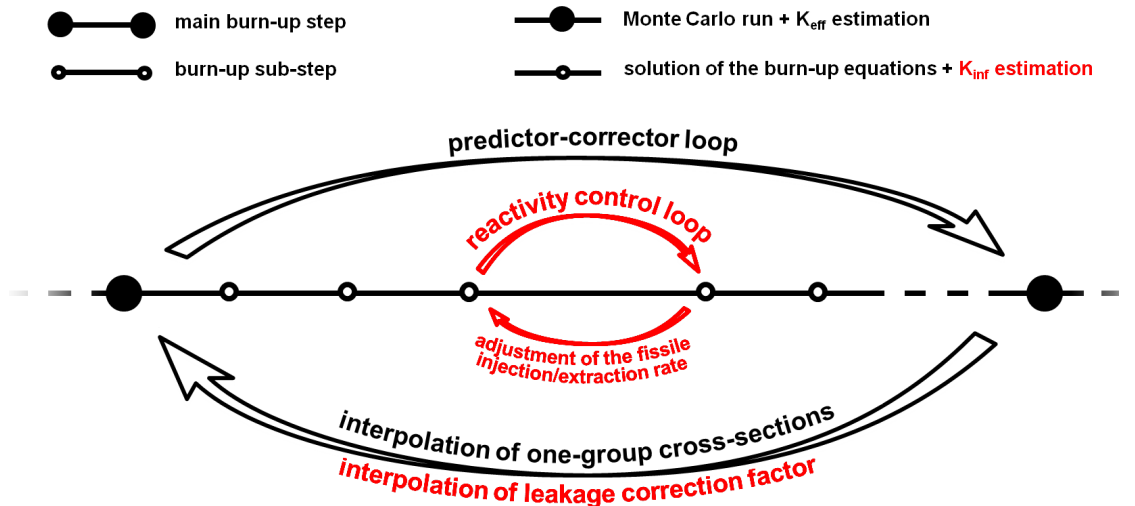 main burn-up step
Monte Carlo run + Keff estimation
burn-up sub-step
solution of the burn-up equations + Kinf estimation
predictor-corrector loop
reactivity control loop
adjustment of the fissile
injection/extraction rate
interpolation of one-group cross-sections
interpolation of leakage correction factor